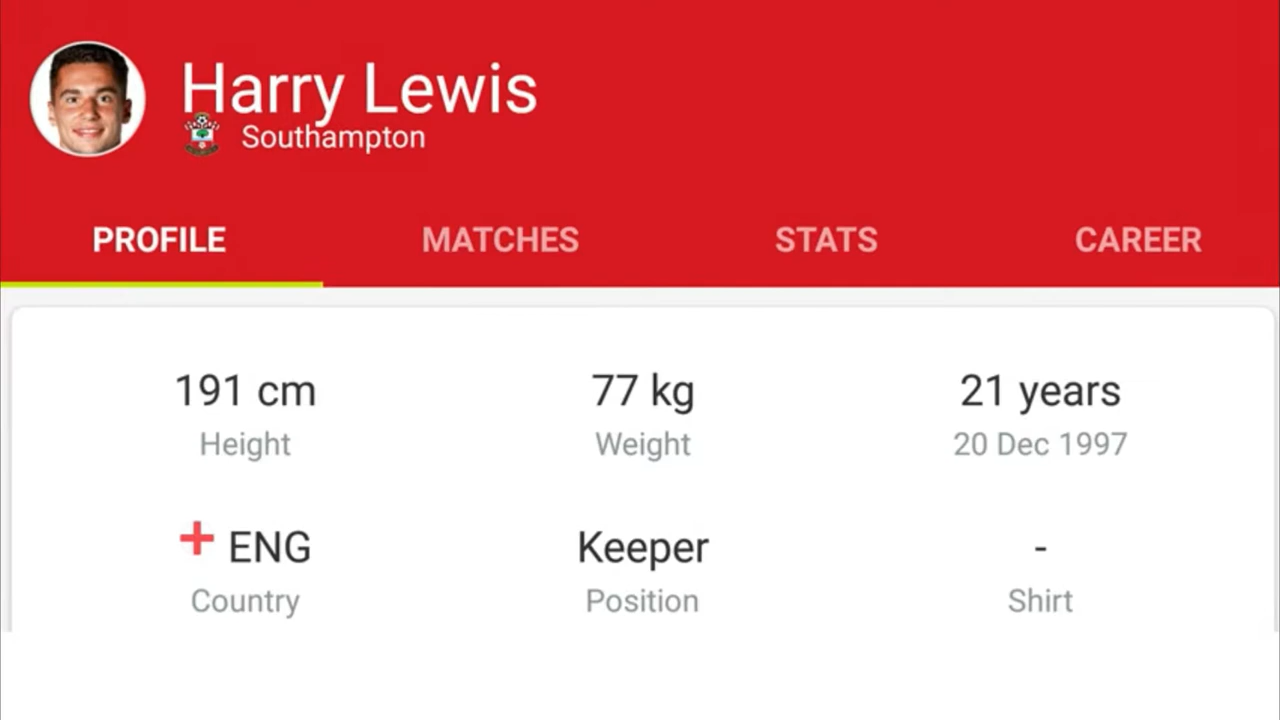 Harry Lewis
Southampton
PROFILE MATCHES STATS CAREER
191 cm 77 kg 21 years
Height Weight 20 Dec 1997
ENG Keeper -
Country Position Shirt